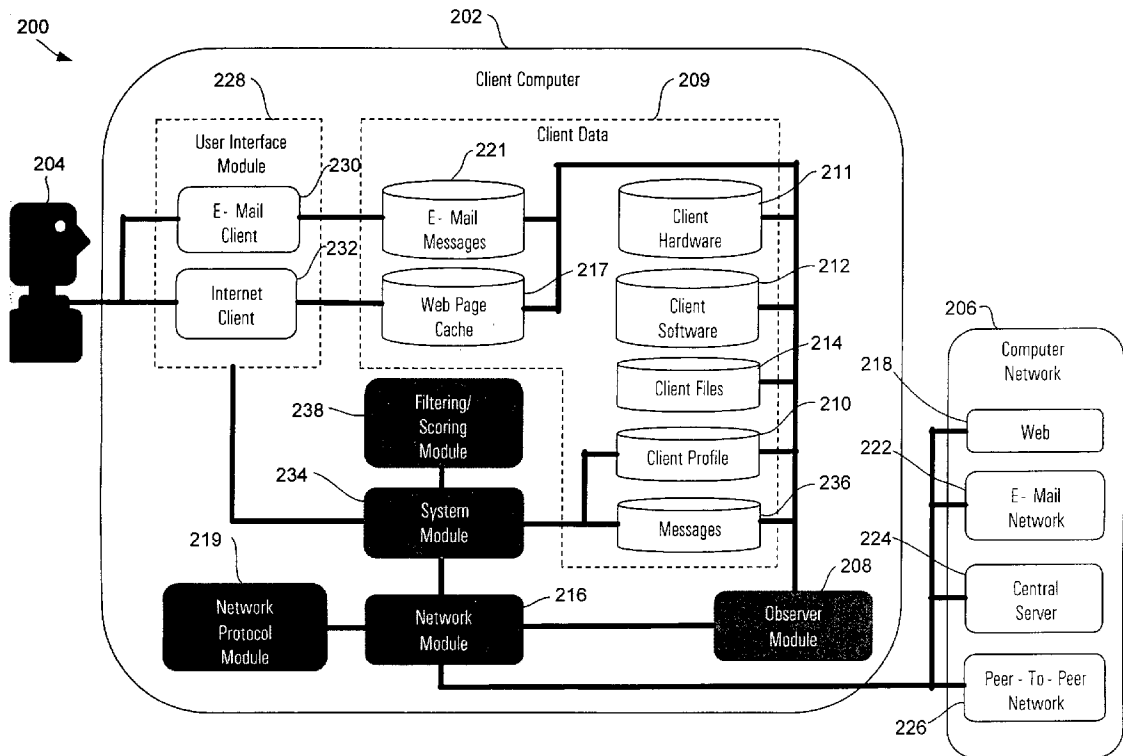 200
202
Client Computer
228
209
User Interface
Module
Client Data
204
230
221
211
E - Mail
Client
E - Mail
Messages
Client
Hardware
232
217
212
Internet
Client
Web Page
Cache
Client
Software
206
Computer
Network
214
Client Files
218
238
Filtering/
Scoring
Module
210
Web
Client Profile
222
234
236
E - Mail
Network
System
Module
Messages
224
219
216
208
Central
Server
Network
Protocol
Module
Network
Module
Observer
Module
Peer - To - Peer
Network
226